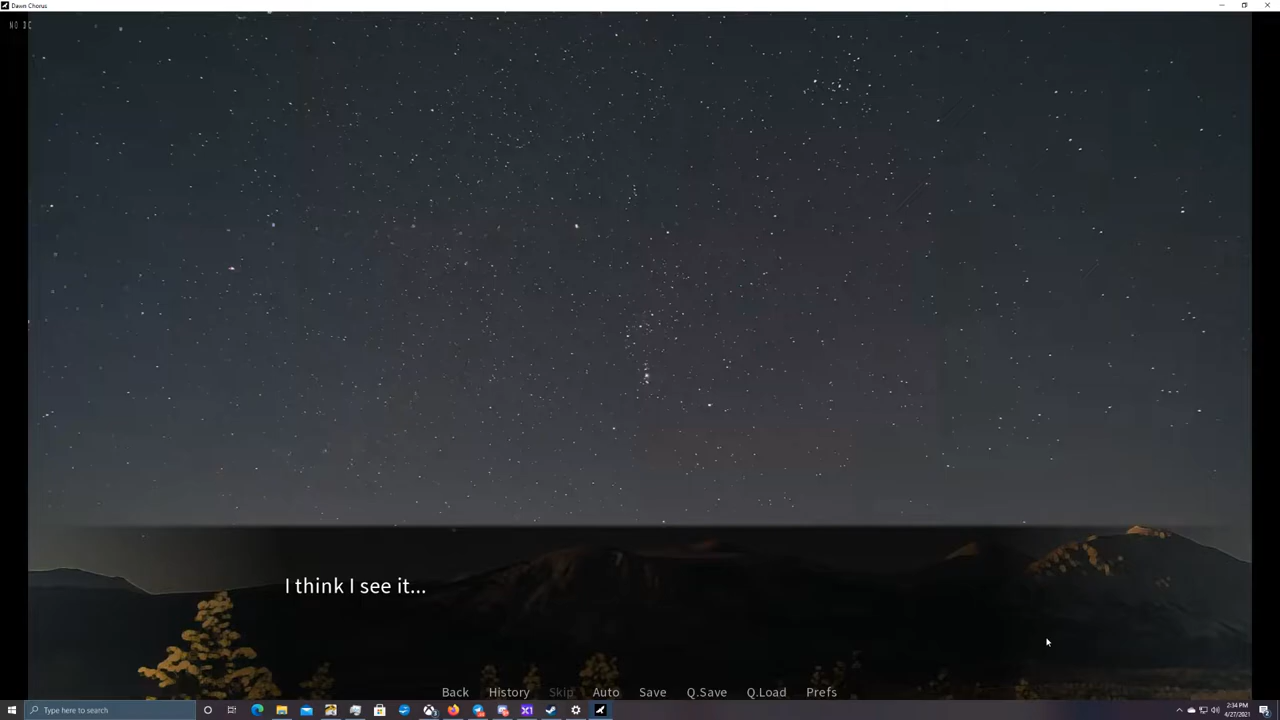 Dawn Chorus
I think I see it...
Back History Skip Auto Save Q.Save Q.Load Prefs
Type here to search
2:34 PM
4/27/2021